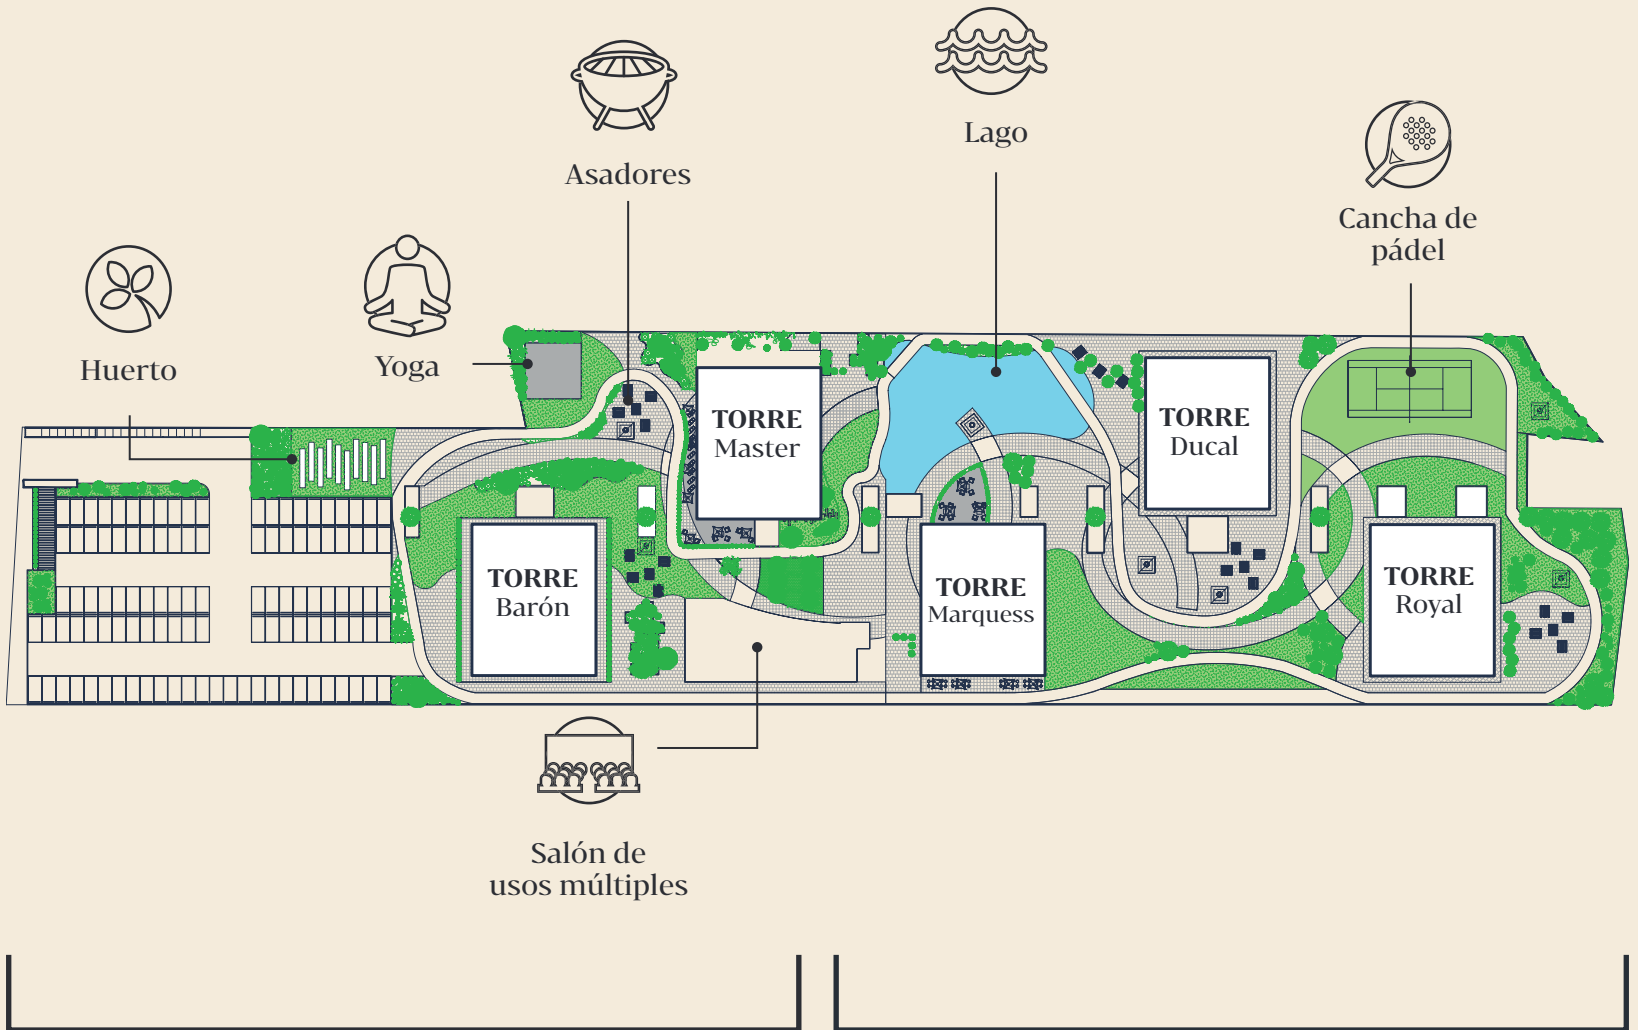 Lago
Asadores
Cancha de
pádel
Huerto
Yoga
TORRE
Master
TORRE
Ducal
TORRE
Barón
TORRE
Marquess
TORRE
Royal
Salón de
usos múltiples